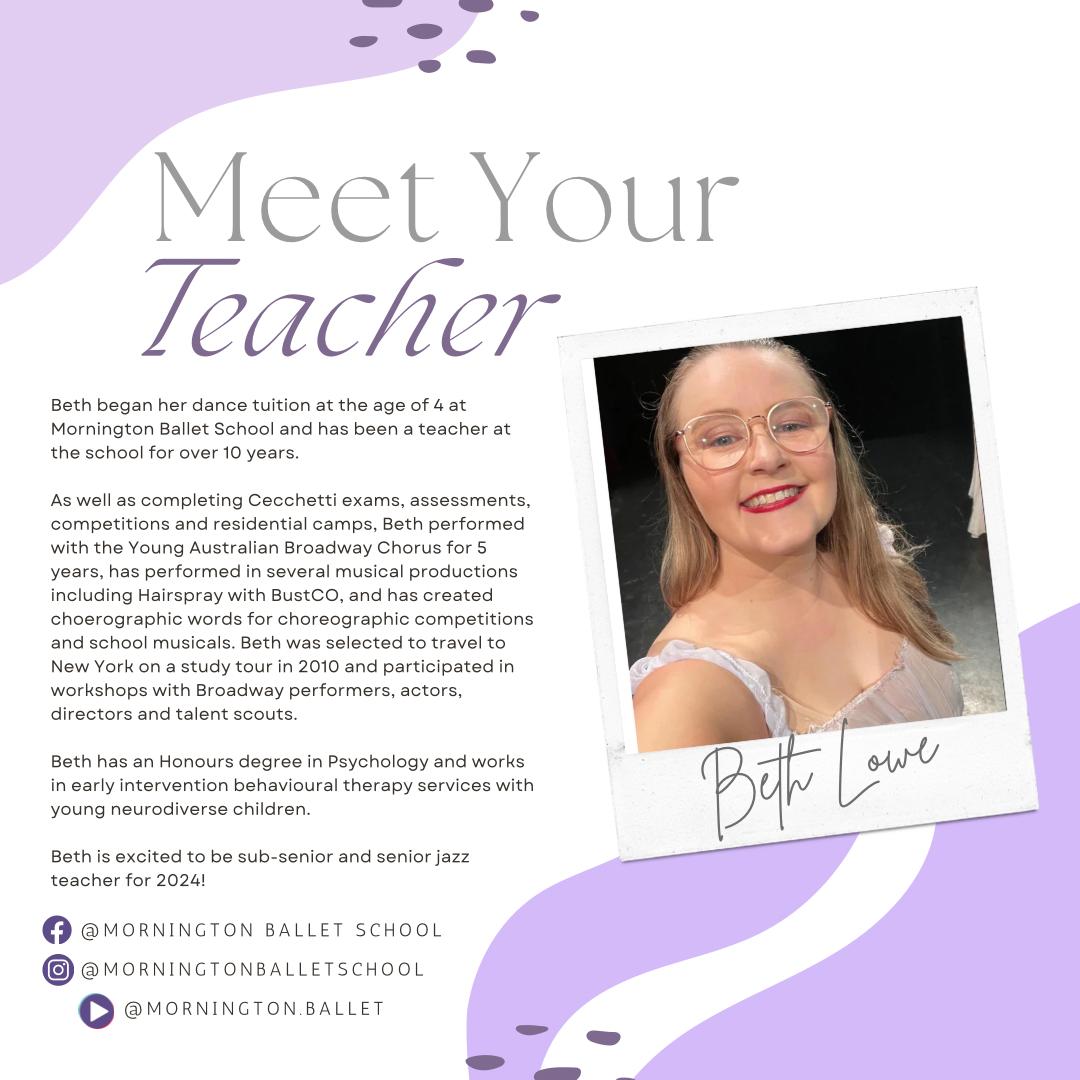 Meet Your
Teacher
Beth began her dance tuition at the age of 4 at
Mornington Ballet School and has been a teacher at
the school for over 10 years.
As well as completing Cecchetti exams, assessments,
competitions and residential camps, Beth performed
with the Young Australian Broadway Chorus for 5
years, has performed in several musical productions
including Hairspray with BustCO, and has created
choerographic words for choreographic competitions
and school musicals. Beth was selected to travel to
New York on a study tour in 2010 and participated in
workshops with Broadway performers, actors,
directors and talent scouts.
Beth has an Honours degree in Psychology and works
in early intervention behavioural therapy services with
young neurodiverse children.
Beth is excited to be sub-senior and senior jazz
teacher for 2024!
Beth Lowe
@MORNINGTON BALLET SCHOOL
@MORNINGTONBALLETSCHOOL
@MORNINGTON.BALLET